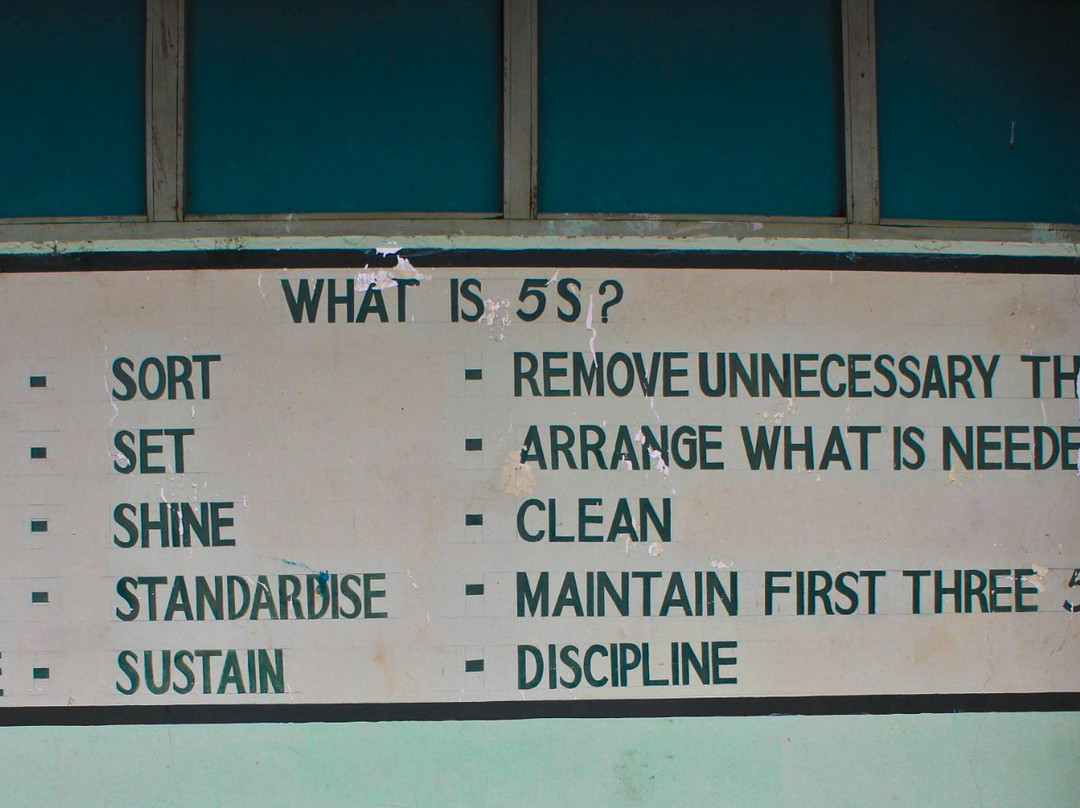 WHAT IS 5S?
- SORT - REMOVE UNNECESSARY
- SET - ARRANGE WHAT IS
- SHINE - CLEAN
- STANDARDISE - MAINTAIN FIRST THREE
- SUSTAIN - DISCIPLINE